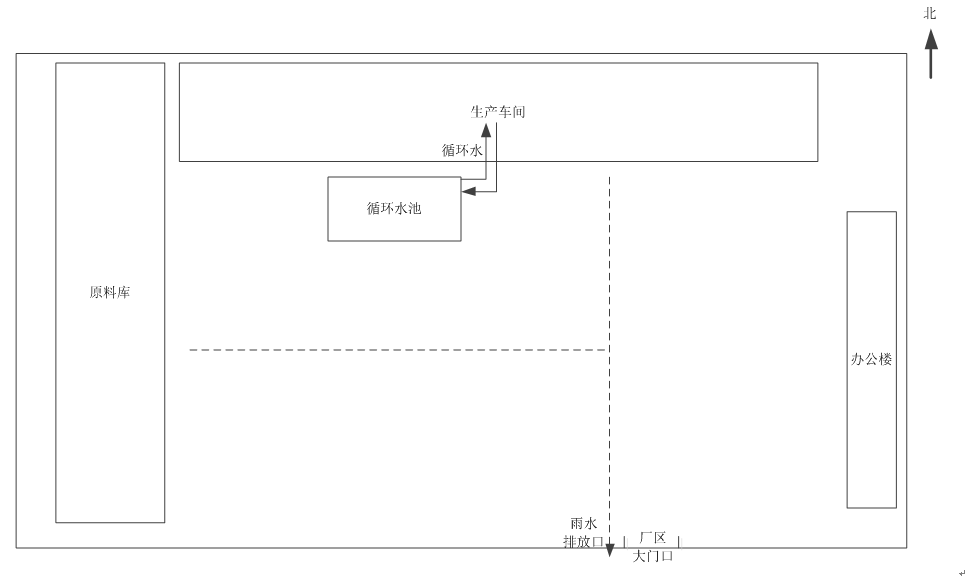 北
生产车间
循环水
循环水池
原料库
办公楼
雨水
排放口
厂区
大门口